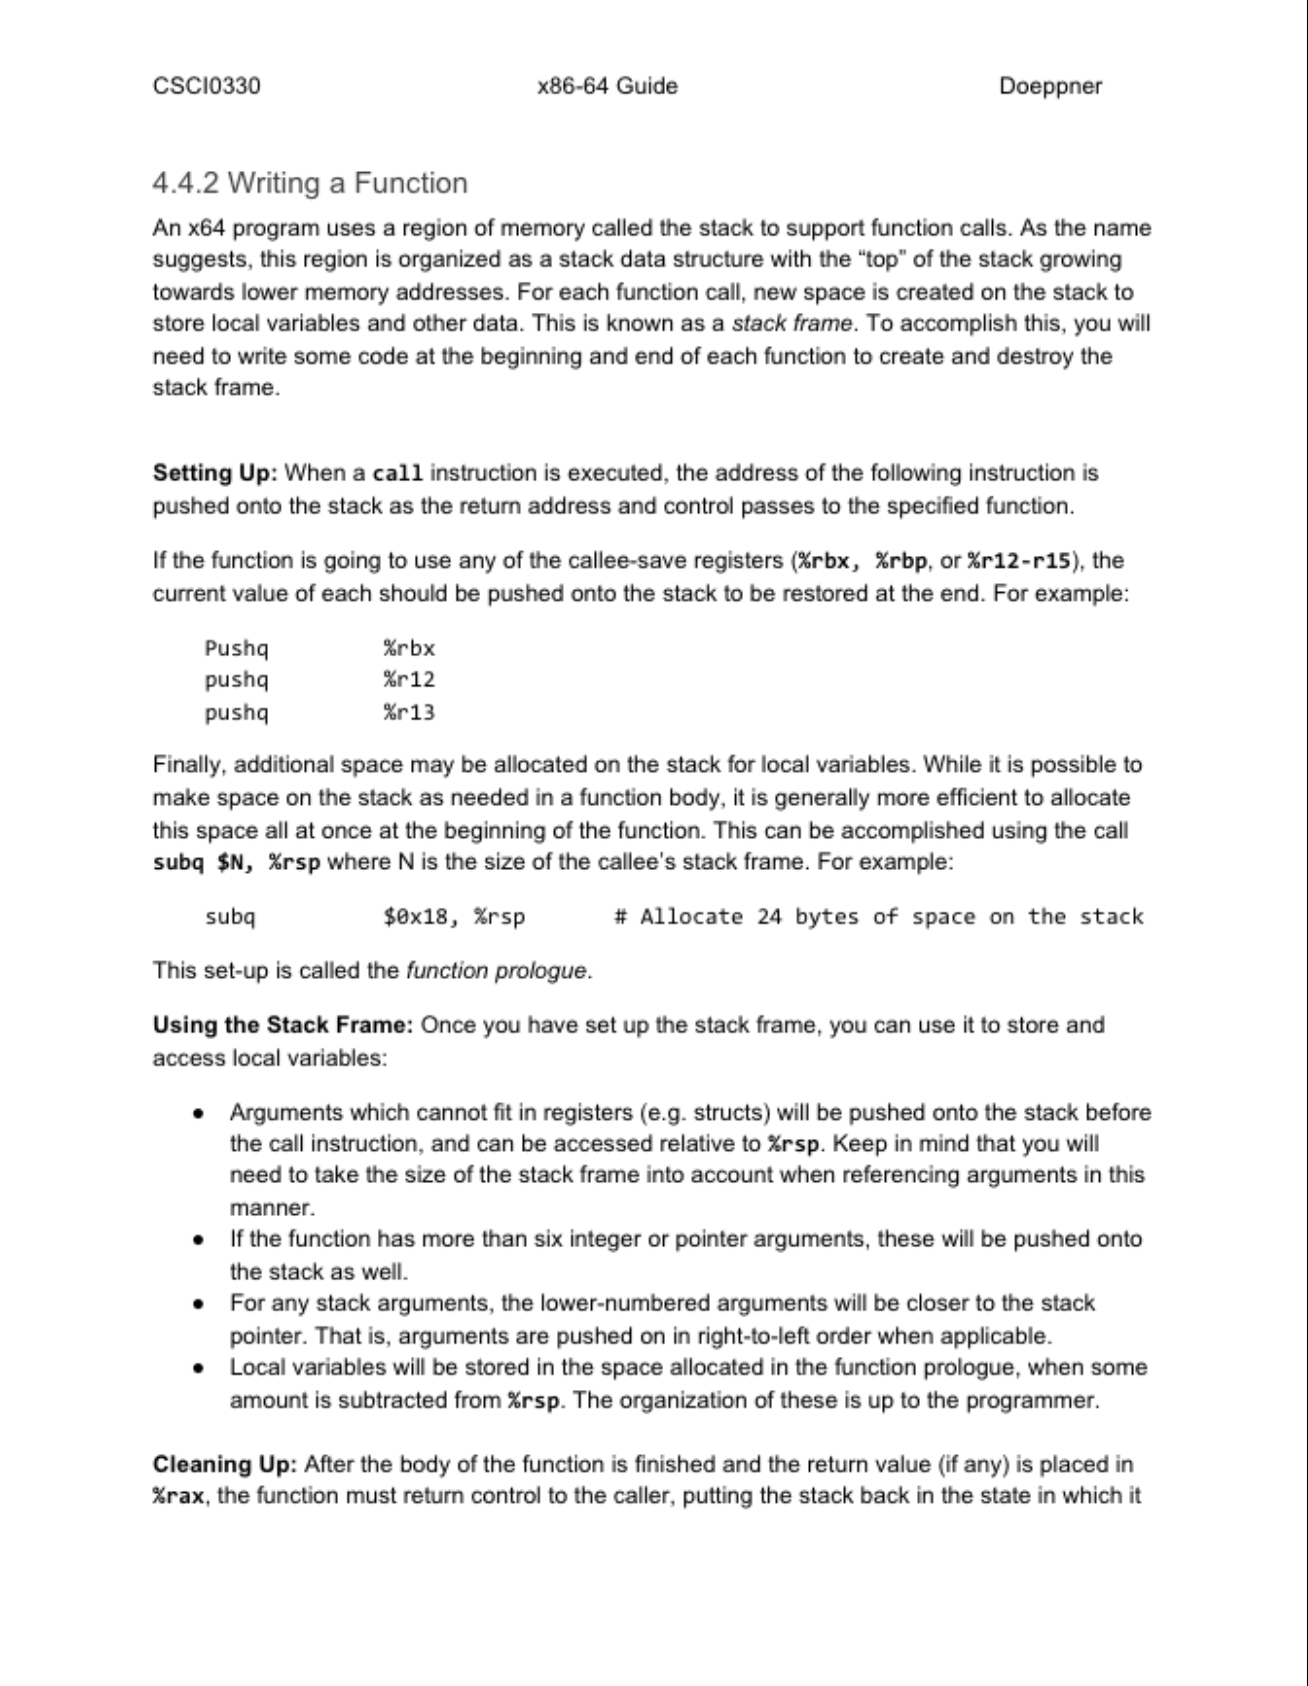 CSCI0330 x86-64 Guide Doeppner
4.4.2 Writing a Function
An x64 program uses a region of memory called the stack to support function calls. As the name
suggests, this region is organized as a stack data structure with the “top” of the stack growing
towards lower memory addresses. For each function call, new space is created on the stack to
store local variables and other data. This is known as a stack frame. To accomplish this, you will
need to write some code at the beginning and end of each function to create and destroy the
stack frame.
Setting Up: When a call instruction is executed, the address of the following instruction is
pushed onto the stack as the return address and control passes to the specified function.
If the function is going to use any of the callee-save registers (%rbx, %rbp, or %r12-r15), the
current value of each should be pushed onto the stack to be restored at the end. For example:
Pushq %rbx
pushq %r12
pushq %r13
Finally, additional space may be allocated on the stack for local variables. While it is possible to
make space on the stack as needed in a function body, it is generally more efficient to allocate
this space all at once at the beginning of the function. This can be accomplished using the call
subq $N, %rsp where N is the size of the callee's stack frame. For example:
subq $0x18, %rsp # Allocate 24 bytes of space on the stack
This set-up is called the function prologue.
Using the Stack Frame: Once you have set up the stack frame, you can use it to store and
access local variables:
● Arguments which cannot fit in registers (e.g. structs) will be pushed onto the stack before
the call instruction, and can be accessed relative to %rsp. Keep in mind that you will
need to take the size of the stack frame into account when referencing arguments in this
manner.
● If the function has more than six integer or pointer arguments, these will be pushed onto
the stack as well.
● For any stack arguments, the lower-numbered arguments will be closer to the stack
pointer. That is, arguments are pushed on in right-to-left order when applicable.
● Local variables will be stored in the space allocated in the function prologue, when some
amount is subtracted from %rsp. The organization of these is up to the programmer.
Cleaning Up: After the body of the function is finished and the return value (if any) is placed in
%rax, the function must return control to the caller, putting the stack back in the state in which it